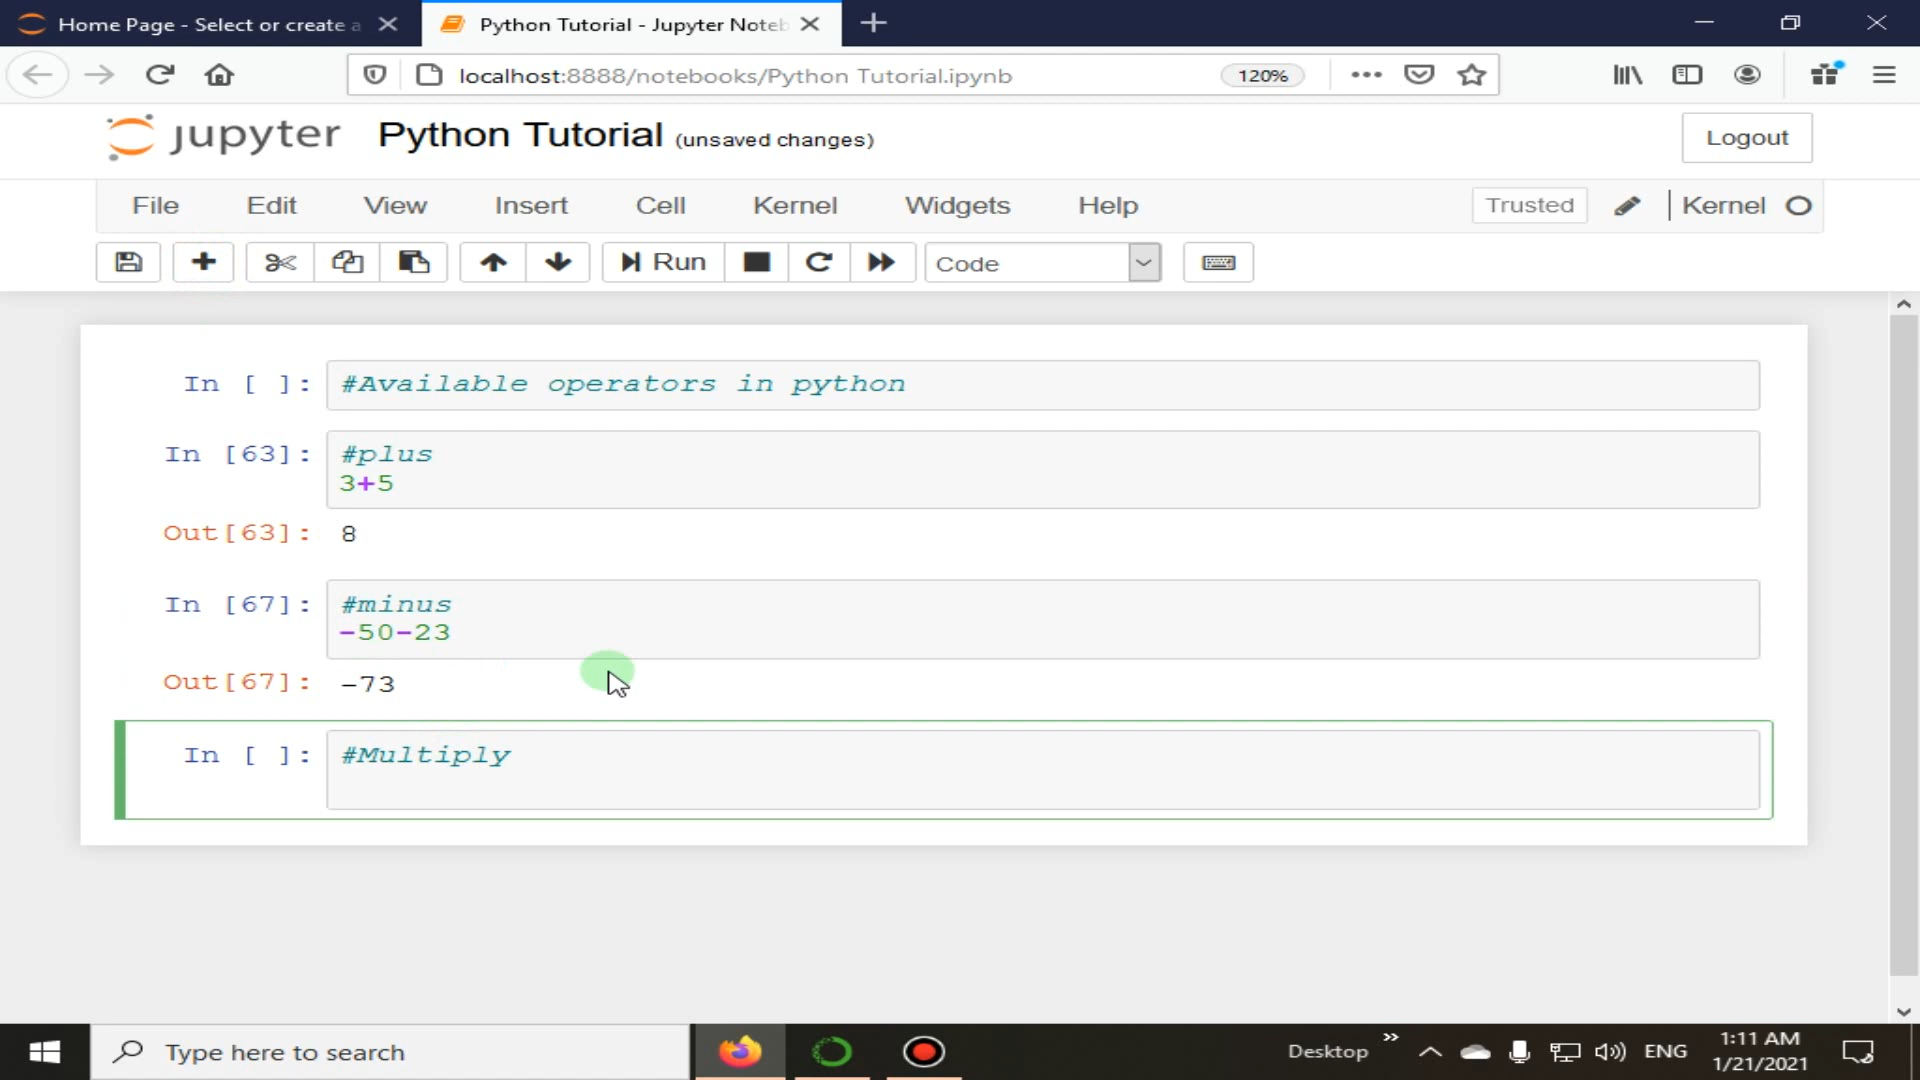 Home Page - Select or create a
Python Tutorial - Jupyter Noteb
localhost:8888/notebooks/Python Tutorial.ipynb
120%
jupyter Python Tutorial (unsaved changes)
Logout
File Edit View Insert Cell Kernel Widgets Help
Trusted Kernel
Run Code
In [ ]: #Available operators in python
In [63]: #plus
3+5
Out[63]: 8
In [67]: #minus
-50-23
Out[67]: -73
In [ ]: #Multiply
Type here to search
Desktop
ENG
1:11 AM
1/21/2021